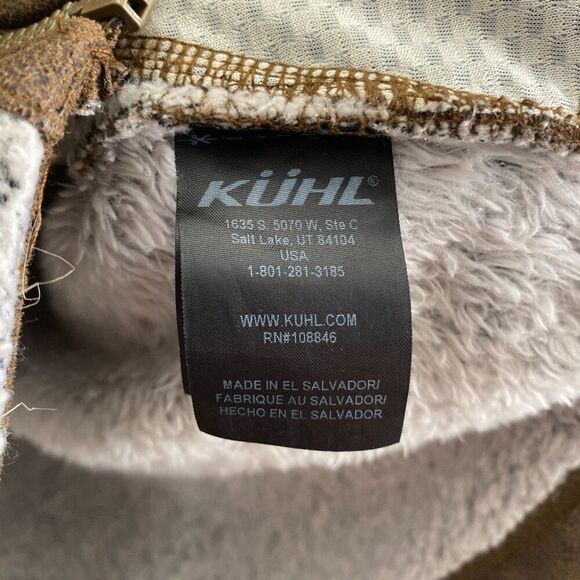 KÜHL®
1635 S. 5070 W, Ste C
Salt Lake, UT 84104
USA
1-801-281-3185
WWW.KUHL.COM
RN#108846
MADE IN EL SALVADOR/
FABRIQUE AU SALVADOR/
HECHO EN EL SALVADOR